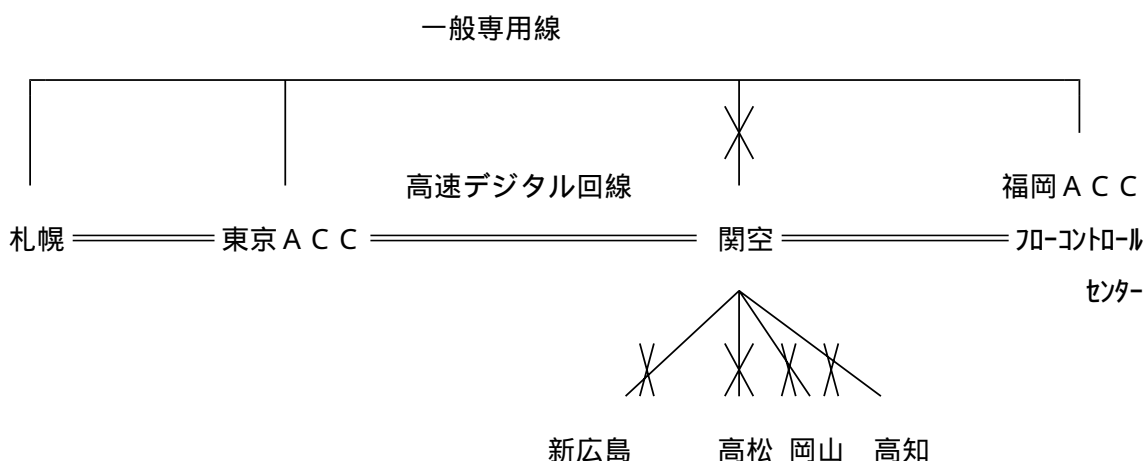 一般専用線
高速デジタル回線
福岡ＡＣＣ
札幌 東京ＡＣＣ 関空 ﾌﾛｰｺﾝﾄﾛｰﾙ
ｾﾝﾀｰ
新広島 高松 岡山 高知